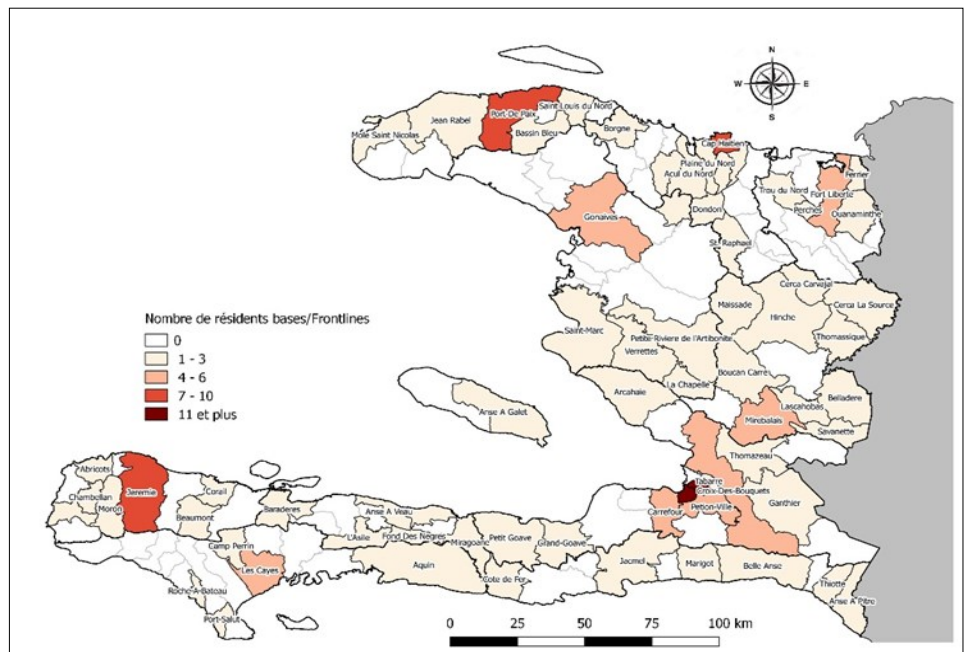 N
W
E
S
Port De Paix
Saint Louis du Nord
Jean Rabel
Mole Saint Nicolas
Bassin Bleu
Borgne
Cap Haitien
Plaine du Nord
Acul du Nord
Ferrier
Trou du Nord
Fort Liberte
Perches
Ouanaminthe
Gonaives
Dondon
St. Raphael
Cerca Carvajal
Maissade
Cerca La Source
Hinche
Nombre de résidents bases/Frontlines
0
1 - 3
4 - 6
7 - 10
11 et plus
Saint-Marc
Petite-Riviere de l'Artibonite
Thomassique
Verrettes
Boucan Carre
La Chapelle
Arcahaie
Belladere
Lascahobas
Anse A Galet
Mirebalais
Savanette
Thomazeau
Abricots
Tabarre
Croix-Des-Bouquets
Jeremie
Corail
Chambellan
Ganthier
Moron
Baraderes
Anse A Veau
Carrefour
Petion-Ville
Beaumont
L'Asile
Fond Des Negres
Miragoane
Petit Goave
Grand-Goave
Camp Perrin
Jacmel
Marigot
Belle Anse
Les Cayes
Aquin
Cote de Fer
Thiotte
Roche-A-Bateau
Anse A Pitre
Port-Salut
0
25
50
75
100 km